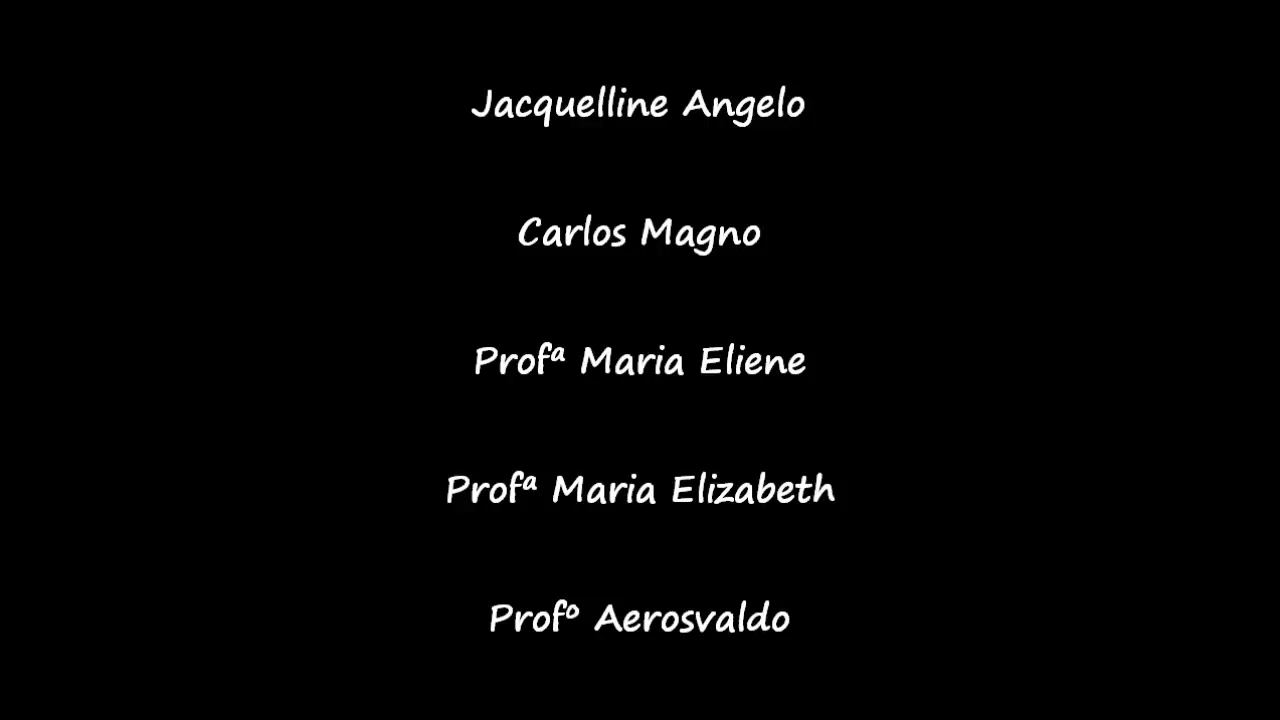 Jacquelline Angelo
Carlos Magno
Profª Maria Eliene
Profª Maria Elizabeth
Profº Aerosvaldo